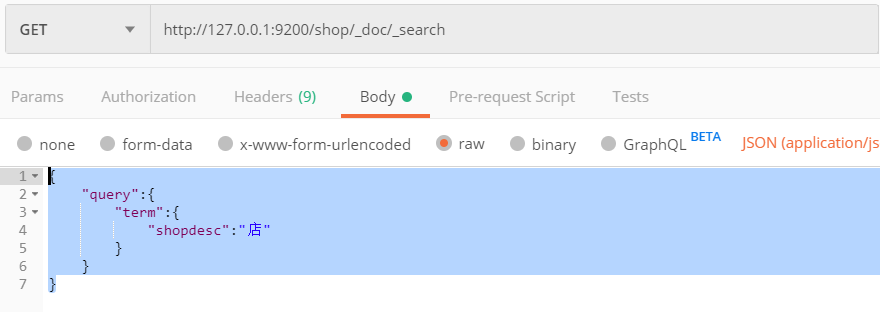 GET http://127.0.0.1:9200/shop/_doc/_search
Params Authorization Headers (9) Body Pre-request Script Tests
none form-data x-www-form-urlencoded raw binary GraphQL BETA JSON (application/js
1 {
2 "query":{
3 "term":{
4 "shopdesc":"店"
5 }
6 }
7 }